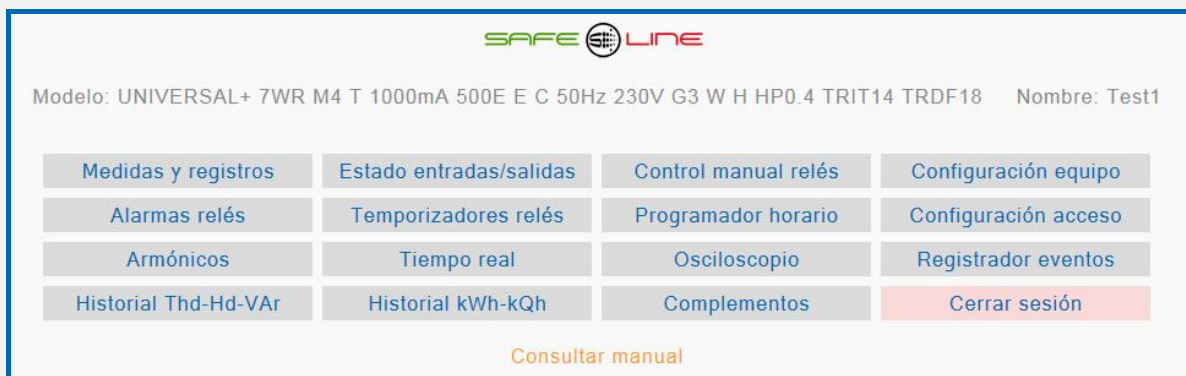 SAFE LINE
Modelo: UNIVERSAL+ 7WR M4 T 1000mA 500E E C 50Hz 230V G3 W H HP0.4 TRIT14 TRDF18 Nombre: Test1
Medidas y registros Estado entradas/salidas Control manual relés Configuración equipo
Alarmas relés Temporizadores relés Programador horario Configuración acceso
Armónicos Tiempo real Osciloscopio Registrador eventos
Historial Thd-Hd-VAr Historial kWh-kQh Complementos Cerrar sesión
Consultar manual